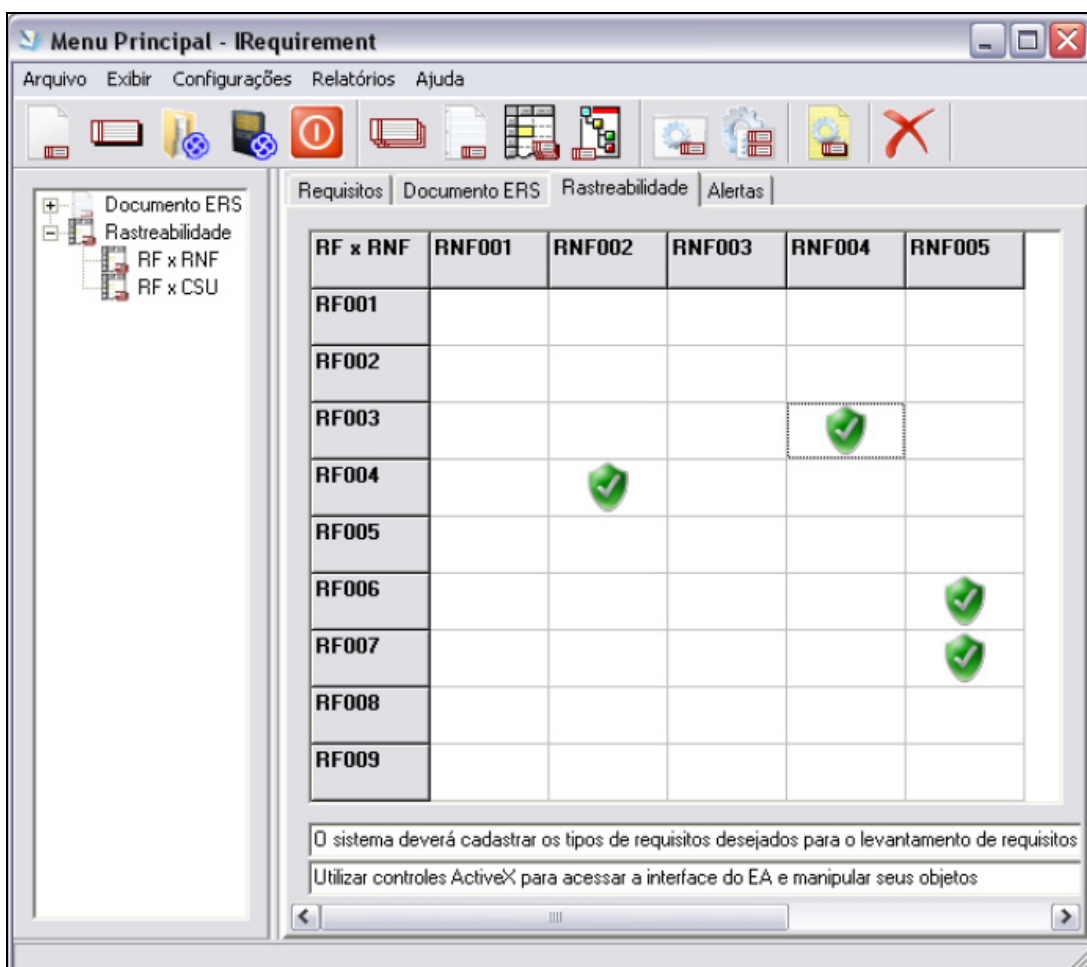 Menu Principal - IRequirement
Arquivo Exibir Configurações Relatórios Ajuda
Documento ERS
Rastreabilidade
RF x RNF
RF x CSU
Requisitos Documento ERS Rastreabilidade Alertas
RF x RNF RNF001 RNF002 RNF003 RNF004 RNF005
RF001
RF002
RF003
RF004
RF005
RF006
RF007
RF008
RF009
O sistema deverá cadastrar os tipos de requisitos desejados para o levantamento de requisitos
Utilizar controles ActiveX para acessar a interface do EA e manipular seus objetos